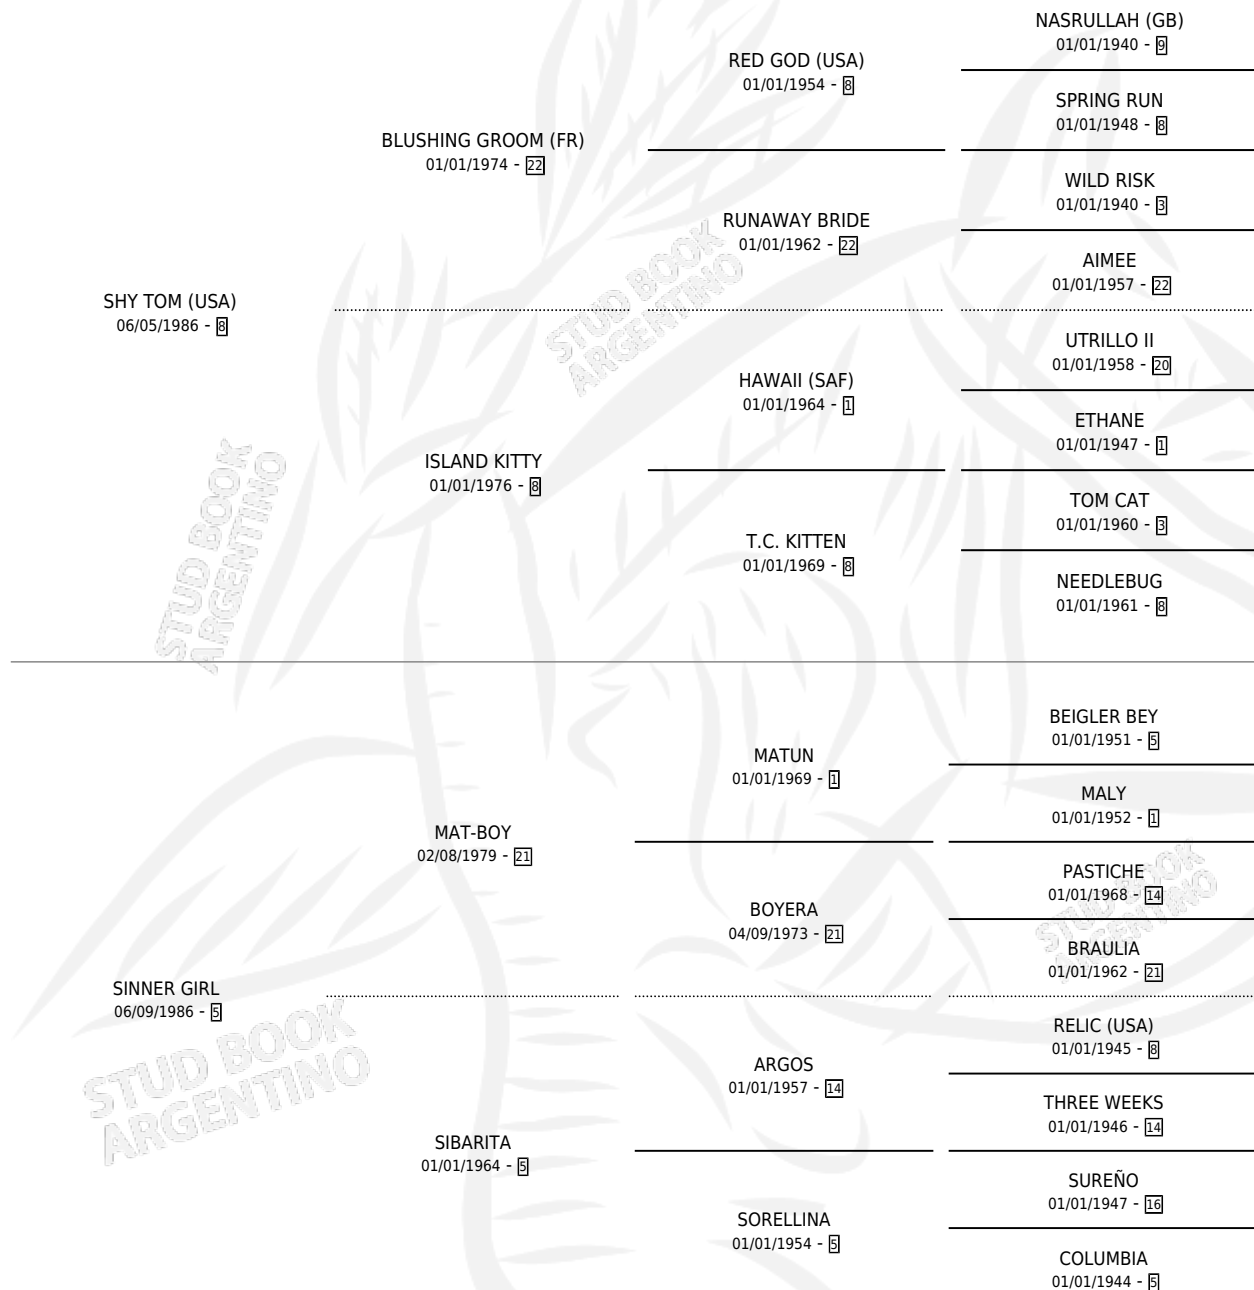 NASRULLAH (GB)
01/01/1940 - 9
RED GOD (USA)
01/01/1954 - 8
SPRING RUN
01/01/1948 - 8
BLUSHING GROOM (FR)
01/01/1974 - 22
WILD RISK
01/01/1940 - 3
RUNAWAY BRIDE
01/01/1962 - 22
AIMEE
01/01/1957 - 22
SHY TOM (USA)
06/05/1986 - 8
UTRILLO II
01/01/1958 - 20
HAWAII (SAF)
01/01/1964 - 1
ETHANE
01/01/1947 - 1
ISLAND KITTY
01/01/1976 - 8
TOM CAT
01/01/1960 - 3
T.C. KITTEN
01/01/1969 - 8
NEEDLEBUG
01/01/1961 - 8
BEIGLER BEY
01/01/1951 - 5
MATUN
01/01/1969 - 1
MALY
01/01/1952 - 1
MAT-BOY
02/08/1979 - 21
PASTICHE
01/01/1968 - 14
BOYERA
04/09/1973 - 21
BRAULIA
01/01/1962 - 21
SINNER GIRL
06/09/1986 - 5
RELIC (USA)
01/01/1945 - 8
ARGOS
01/01/1957 - 14
THREE WEEKS
01/01/1946 - 14
SIBARITA
01/01/1964 - 5
SUREÑO
01/01/1947 - 16
SORELLINA
01/01/1954 - 5
COLUMBIA
01/01/1944 - 5
STUD BOOK
ARGENTINO
STUD BOOK
ARGENTINO
STUD BOOK
ARGENTINO
STUD BOOK
ARGENTINO